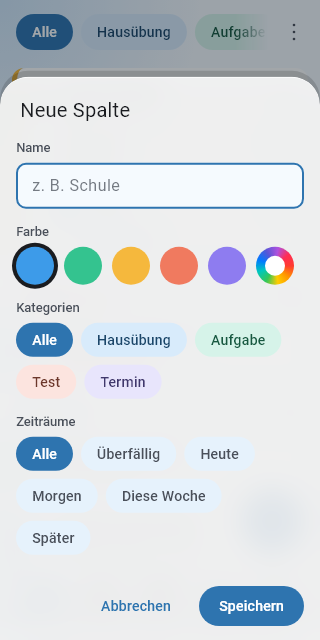 Alle Hausübung Aufgabe
Neue Spalte
Name
z. B. Schule
Farbe
Kategorien
Alle Hausübung Aufgabe
Test Termin
Zeiträume
Alle Überfällig Heute
Morgen Diese Woche
Später
Abbrechen Speichern